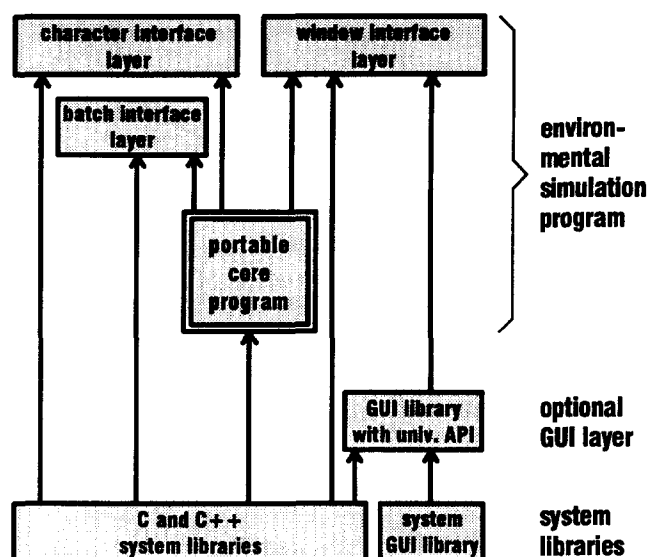 character interface
layer
window interface
layer
batch interface
layer
environ-
mental
simulation
program
portable
core
program
GUI library
with univ. API
optional
GUI layer
C and C++
system libraries
system
GUI library
system
libraries